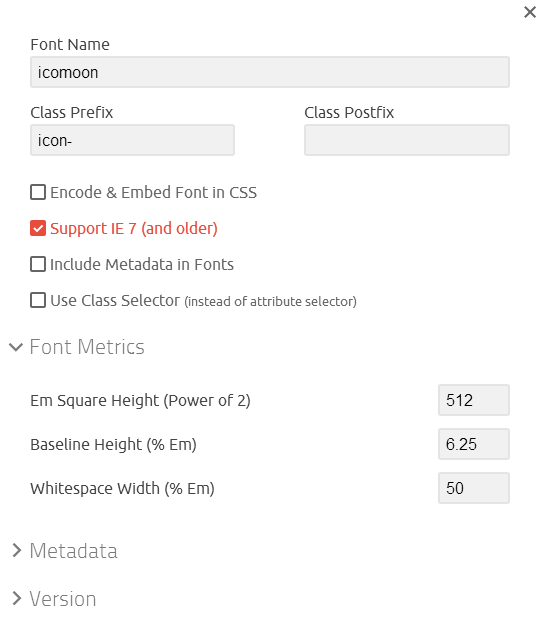 Font Name
icomoon
Class Prefix Class Postfix
icon-
Encode & Embed Font in CSS
Support IE 7 (and older)
Include Metadata in Fonts
Use Class Selector (instead of attribute selector)
Font Metrics
Em Square Height (Power of 2) 512
Baseline Height (% Em) 6.25
Whitespace Width (% Em) 50
Metadata
Version